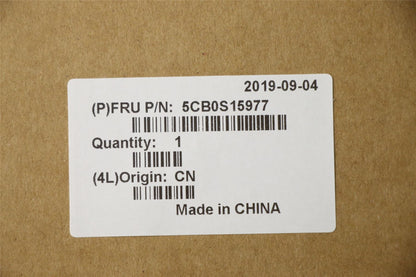 2019-09-04
(P)FRU P/N: 5CB0S15977
Quantity: 1
(4L)Origin: CN
Made in CHINA